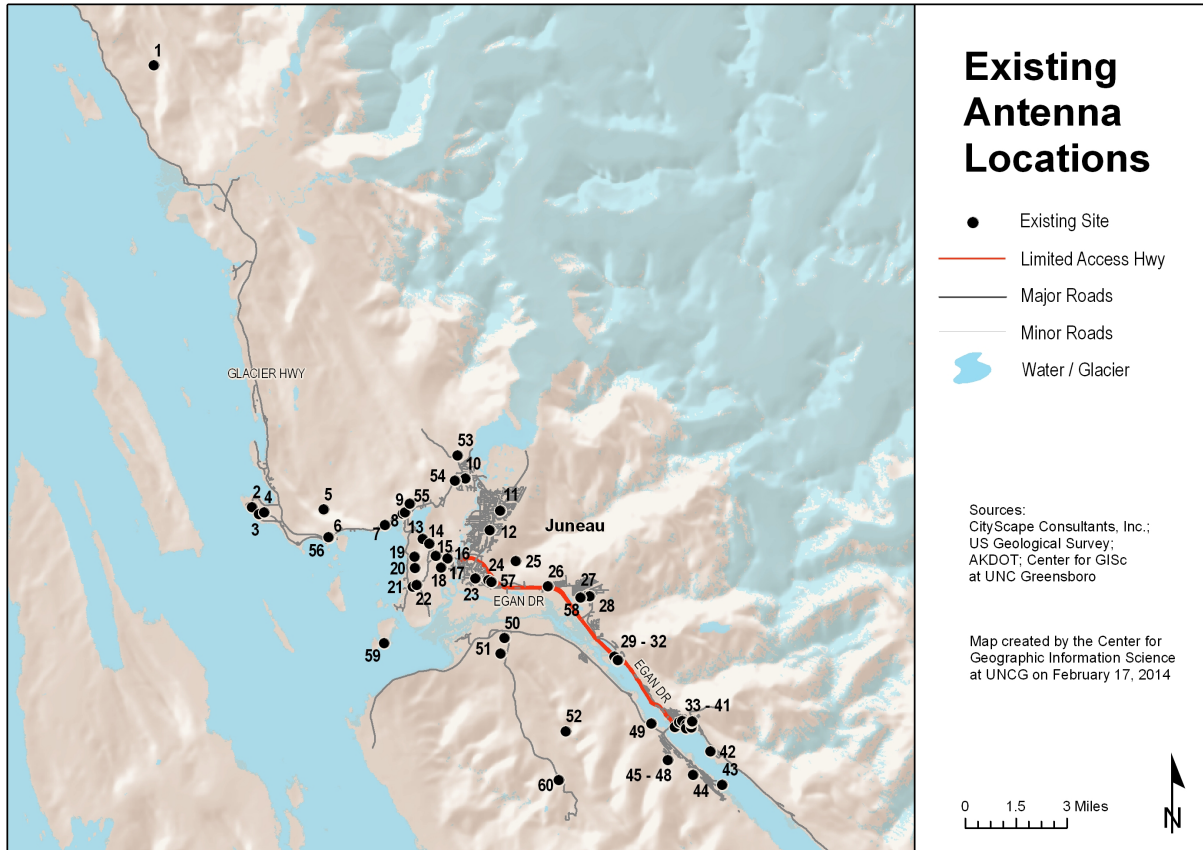 Existing
Antenna
Locations
Existing Site
Limited Access Hwy
Major Roads
Minor Roads
Water / Glacier
Sources:
CityScape Consultants, Inc.;
US Geological Survey;
AKDOT; Center for GISc
at UNC Greensboro
Map created by the Center for
Geographic Information Science
at UNCG on February 17, 2014
0 1.5 3 Miles
N
1
GLACIER HWY
53
10
54
2 4
5
9 55
11
3
6
56
7
8
13
14
12
Juneau
19
15
16
20
18
17
25
24
21
22
23
57
26
27
EGAN DR
58
28
50
59
51
29 - 32
EGAN DR
52
33 - 41
49
42
45 - 48
43
60
44